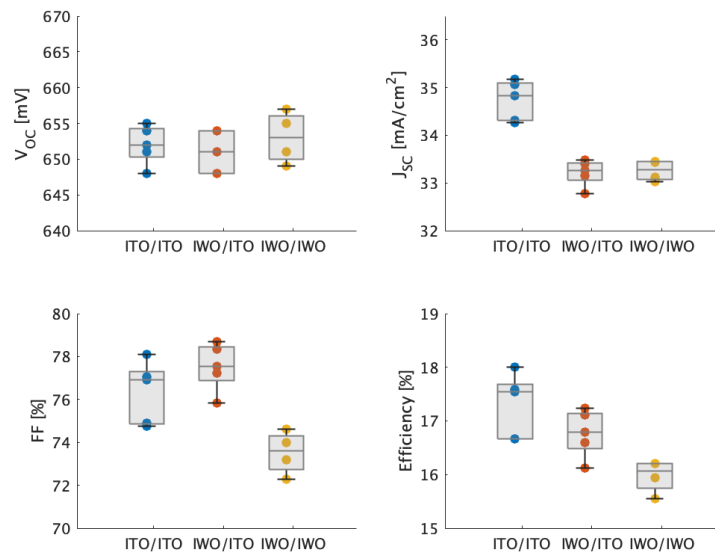 670
665
660
655
650
645
640
V_OC [mV]
ITO/ITO IWO/ITO IWO/IWO
36
35
34
33
32
J_SC [mA/cm²]
ITO/ITO IWO/ITO IWO/IWO
80
78
76
74
72
70
FF [%]
ITO/ITO IWO/ITO IWO/IWO
19
18
17
16
15
Efficiency [%]
ITO/ITO IWO/ITO IWO/IWO